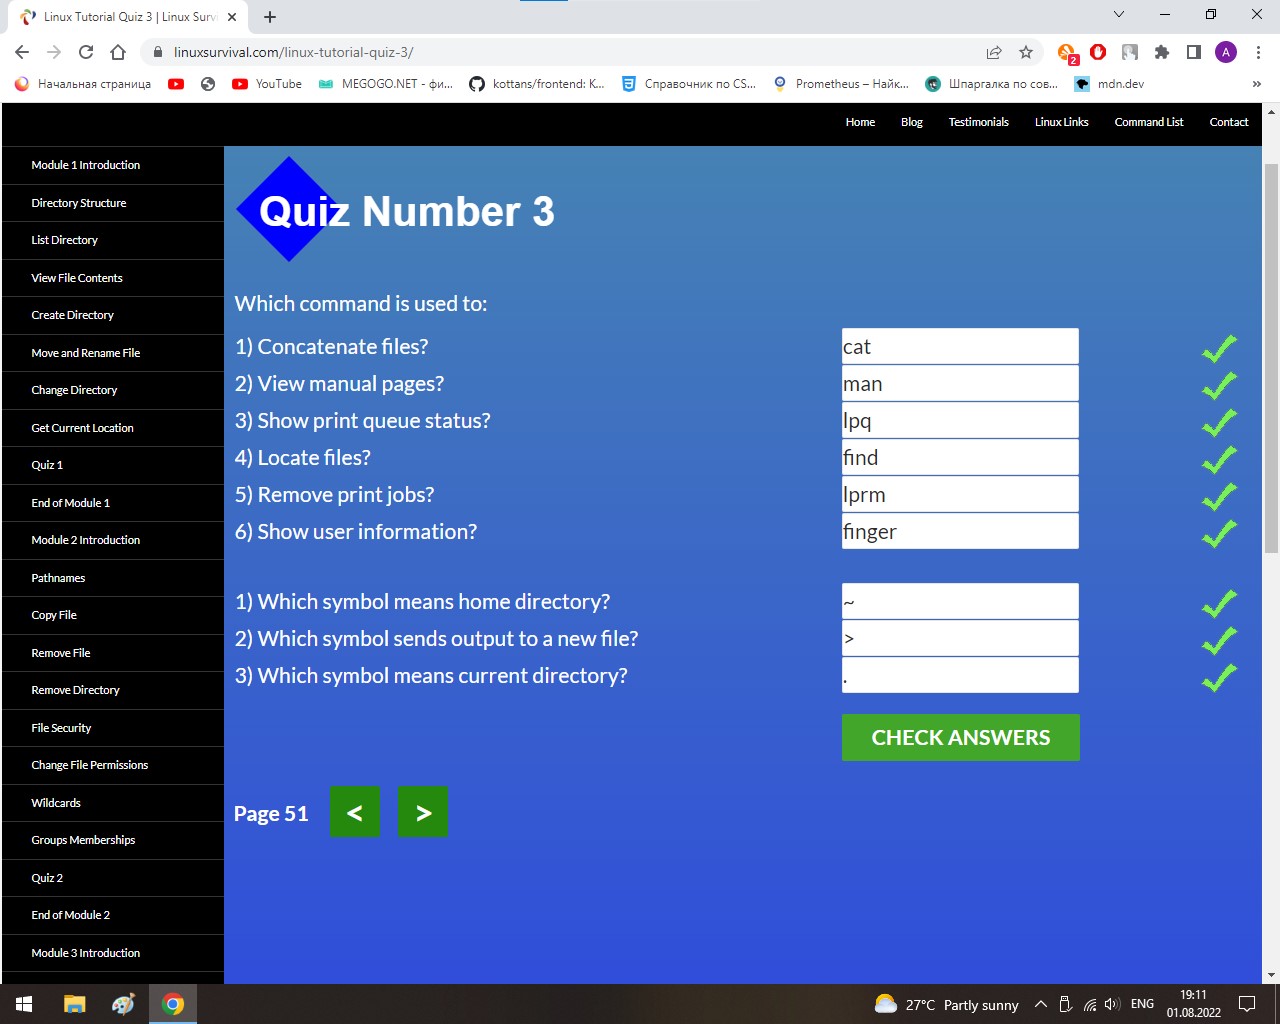 Linux Tutorial Quiz 3 | Linux Surv
linuxsurvival.com/linux-tutorial-quiz-3/
2
A
Начальная страница
YouTube
MEGOGO.NET - фи...
kottans/frontend: K...
Справочник по CS...
Prometheus – Найк...
Шпаргалка по сов...
mdn.dev
»
Home Blog Testimonials Linux Links Command List Contact
Module 1 Introduction
Directory Structure
List Directory
View File Contents
Create Directory
Move and Rename File
Change Directory
Get Current Location
Quiz 1
End of Module 1
Module 2 Introduction
Pathnames
Copy File
Remove File
Remove Directory
File Security
Change File Permissions
Wildcards
Groups Memberships
Quiz 2
End of Module 2
Module 3 Introduction
Quiz Number 3
Which command is used to:
1) Concatenate files? cat
2) View manual pages? man
3) Show print queue status? lpq
4) Locate files? find
5) Remove print jobs? lprm
6) Show user information? finger
1) Which symbol means home directory? ~
2) Which symbol sends output to a new file? >
3) Which symbol means current directory? .
CHECK ANSWERS
Page 51 < >
27°C Partly sunny
ENG
19:11
01.08.2022